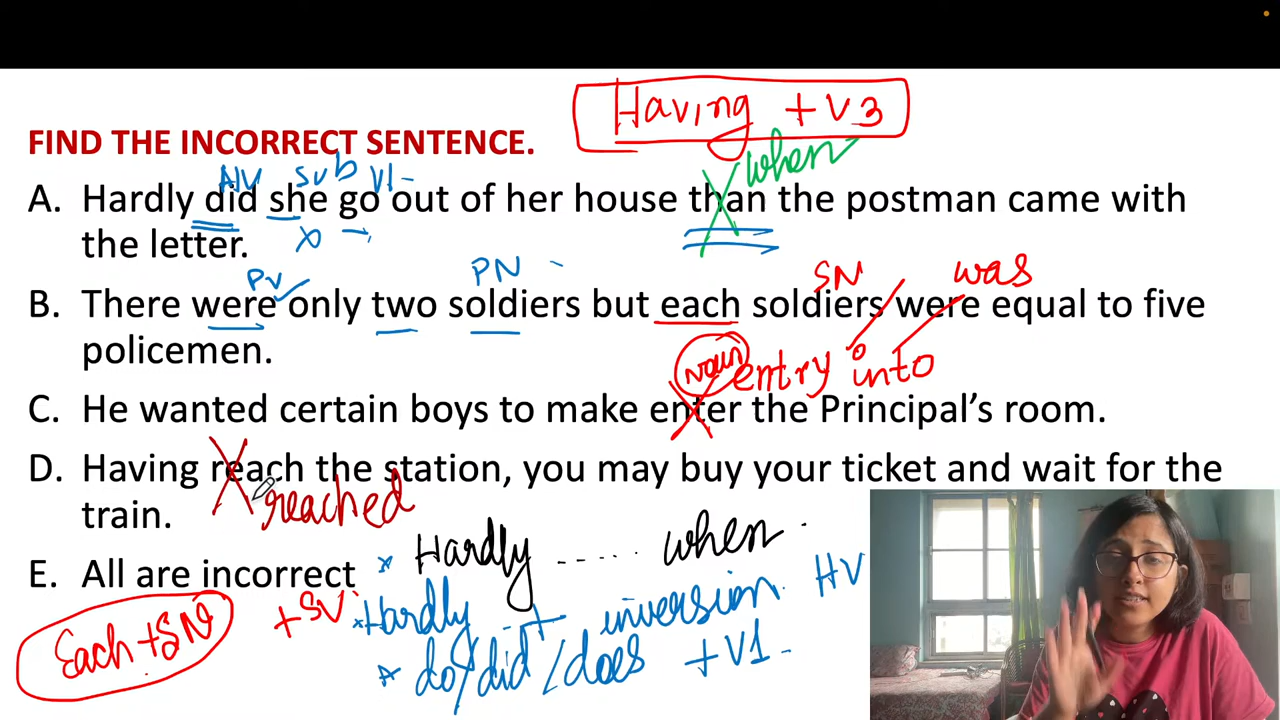 Having + V3
FIND THE INCORRECT SENTENCE.
when
HV Sub V1
A. Hardly did she go out of her house than the postman came with
the letter.
PV PN SN was
B. There were only two soldiers but each soldiers were equal to five
policemen.
noun entry into
C. He wanted certain boys to make enter the Principal's room.
D. Having reach the station, you may buy your ticket and wait for the
train.
reached
Hardly ..... when.
E. All are incorrect
Each + SN + SV
Hardly + inversion. HV
do/did/does + V1